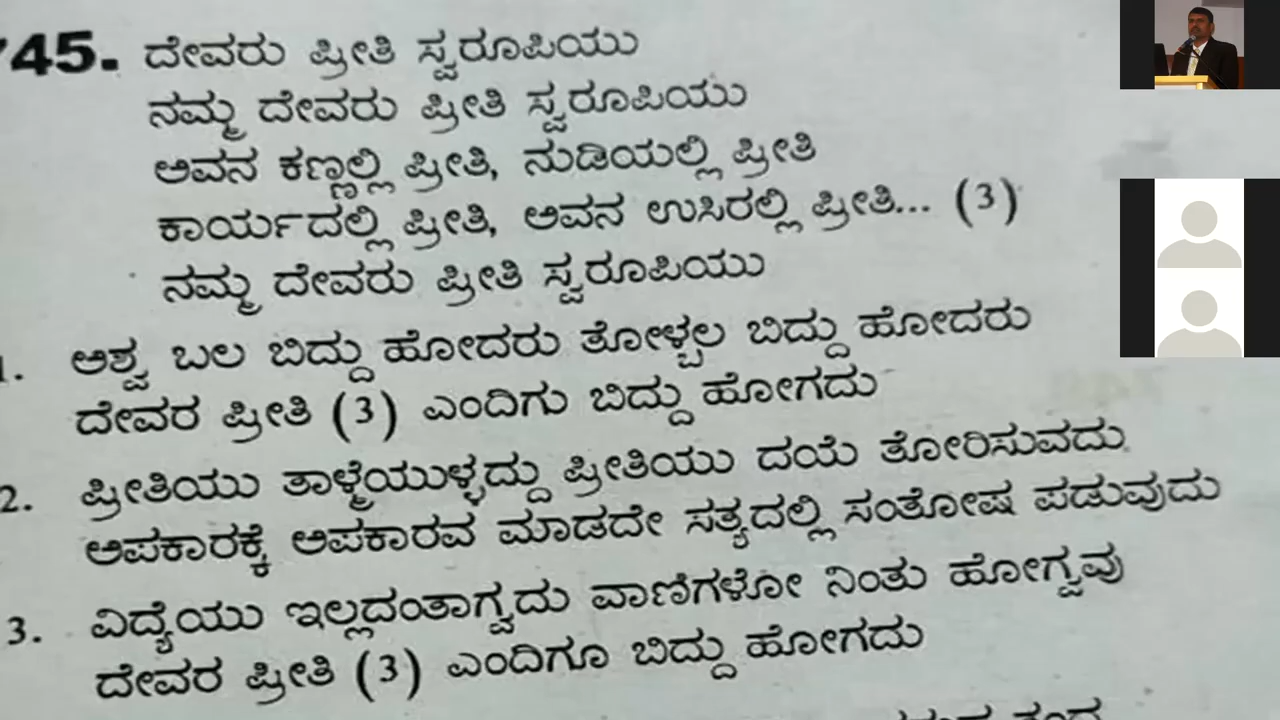 745. ದೇವರು ಪ್ರೀತಿ ಸ್ವರೂಪಿಯು
ನಮ್ಮ ದೇವರು ಪ್ರೀತಿ ಸ್ವರೂಪಿಯು
ಅವನ ಕಣ್ಣಲ್ಲಿ ಪ್ರೀತಿ, ನುಡಿಯಲ್ಲಿ ಪ್ರೀತಿ
ಕಾರ್ಯದಲ್ಲಿ ಪ್ರೀತಿ, ಅವನ ಉಸಿರಲ್ಲಿ ಪ್ರೀತಿ... (3)
ನಮ್ಮ ದೇವರು ಪ್ರೀತಿ ಸ್ವರೂಪಿಯು
1. ಅಶ್ವ ಬಲ ಬಿದ್ದು ಹೋದರು ತೋಳ್ಬಲ ಬಿದ್ದು ಹೋದರು
ದೇವರ ಪ್ರೀತಿ (3) ಎಂದಿಗು ಬಿದ್ದು ಹೋಗದು
2. ಪ್ರೀತಿಯು ತಾಳ್ಮೆಯುಳ್ಳದ್ದು ಪ್ರೀತಿಯು ದಯೆ ತೋರಿಸುವದು
ಅಪಕಾರಕ್ಕೆ ಅಪಕಾರವ ಮಾಡದೇ ಸತ್ಯದಲ್ಲಿ ಸಂತೋಷ ಪಡುವುದು
3. ವಿದ್ಯೆಯು ಇಲ್ಲದಂತಾಗ್ವದು ವಾಣಿಗಳೋ ನಿಂತು ಹೋಗ್ವವು
ದೇವರ ಪ್ರೀತಿ (3) ಎಂದಿಗೂ ಬಿದ್ದು ಹೋಗದು